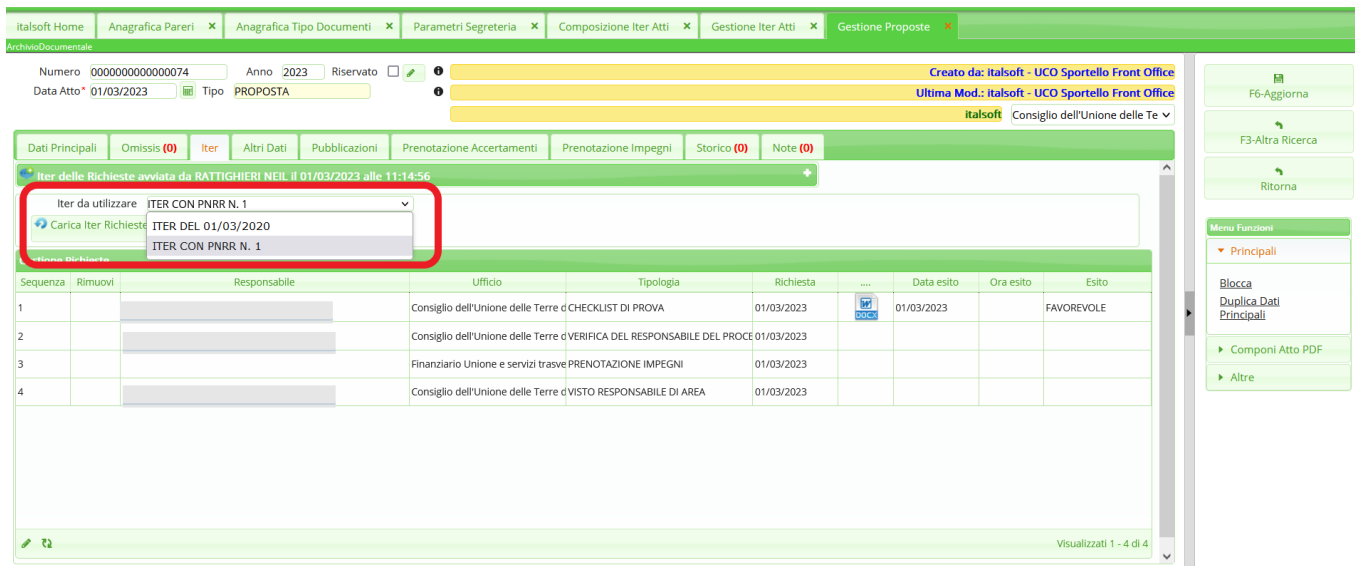 italsoft Home Anagrafica Pareri × Anagrafica Tipo Documenti × Parametri Segreteria × Composizione Iter Atti × Gestione Iter Atti × Gestione Proposte ×
ArchivioDocumentale
Numero 0000000000000074 Anno 2023 Riservato Creato da: italsoft - UCO Sportello Front Office
Data Atto* 01/03/2023 Tipo PROPOSTA Ultima Mod.: italsoft - UCO Sportello Front Office
italsoft Consiglio dell'Unione delle Te
F6-Aggiorna
F3-Altra Ricerca
Ritorna
Dati Principali Omissis (0) Iter Altri Dati Pubblicazioni Prenotazione Accertamenti Prenotazione Impegni Storico (0) Note (0)
Iter delle Richieste avviata da RATTIGHIERI NEIL il 01/03/2023 alle 11:14:56
Iter da utilizzare ITER CON PNRR N. 1
Carica Iter Richieste
ITER DEL 01/03/2020
ITER CON PNRR N. 1
Gestione Richieste
Sequenza Rimuovi Responsabile Ufficio Tipologia Richiesta .... Data esito Ora esito Esito
1 Consiglio dell'Unione delle Terre d CHECKLIST DI PROVA 01/03/2023 DOCX 01/03/2023 FAVOREVOLE
2 Consiglio dell'Unione delle Terre d VERIFICA DEL RESPONSABILE DEL PROCE 01/03/2023
3 Finanziario Unione e servizi trasve PRENOTAZIONE IMPEGNI 01/03/2023
4 Consiglio dell'Unione delle Terre d VISTO RESPONSABILE DI AREA 01/03/2023
Visualizzati 1 - 4 di 4
Menu Funzioni
Principali
Blocca
Duplica Dati
Principali
Componi Atto PDF
Altre